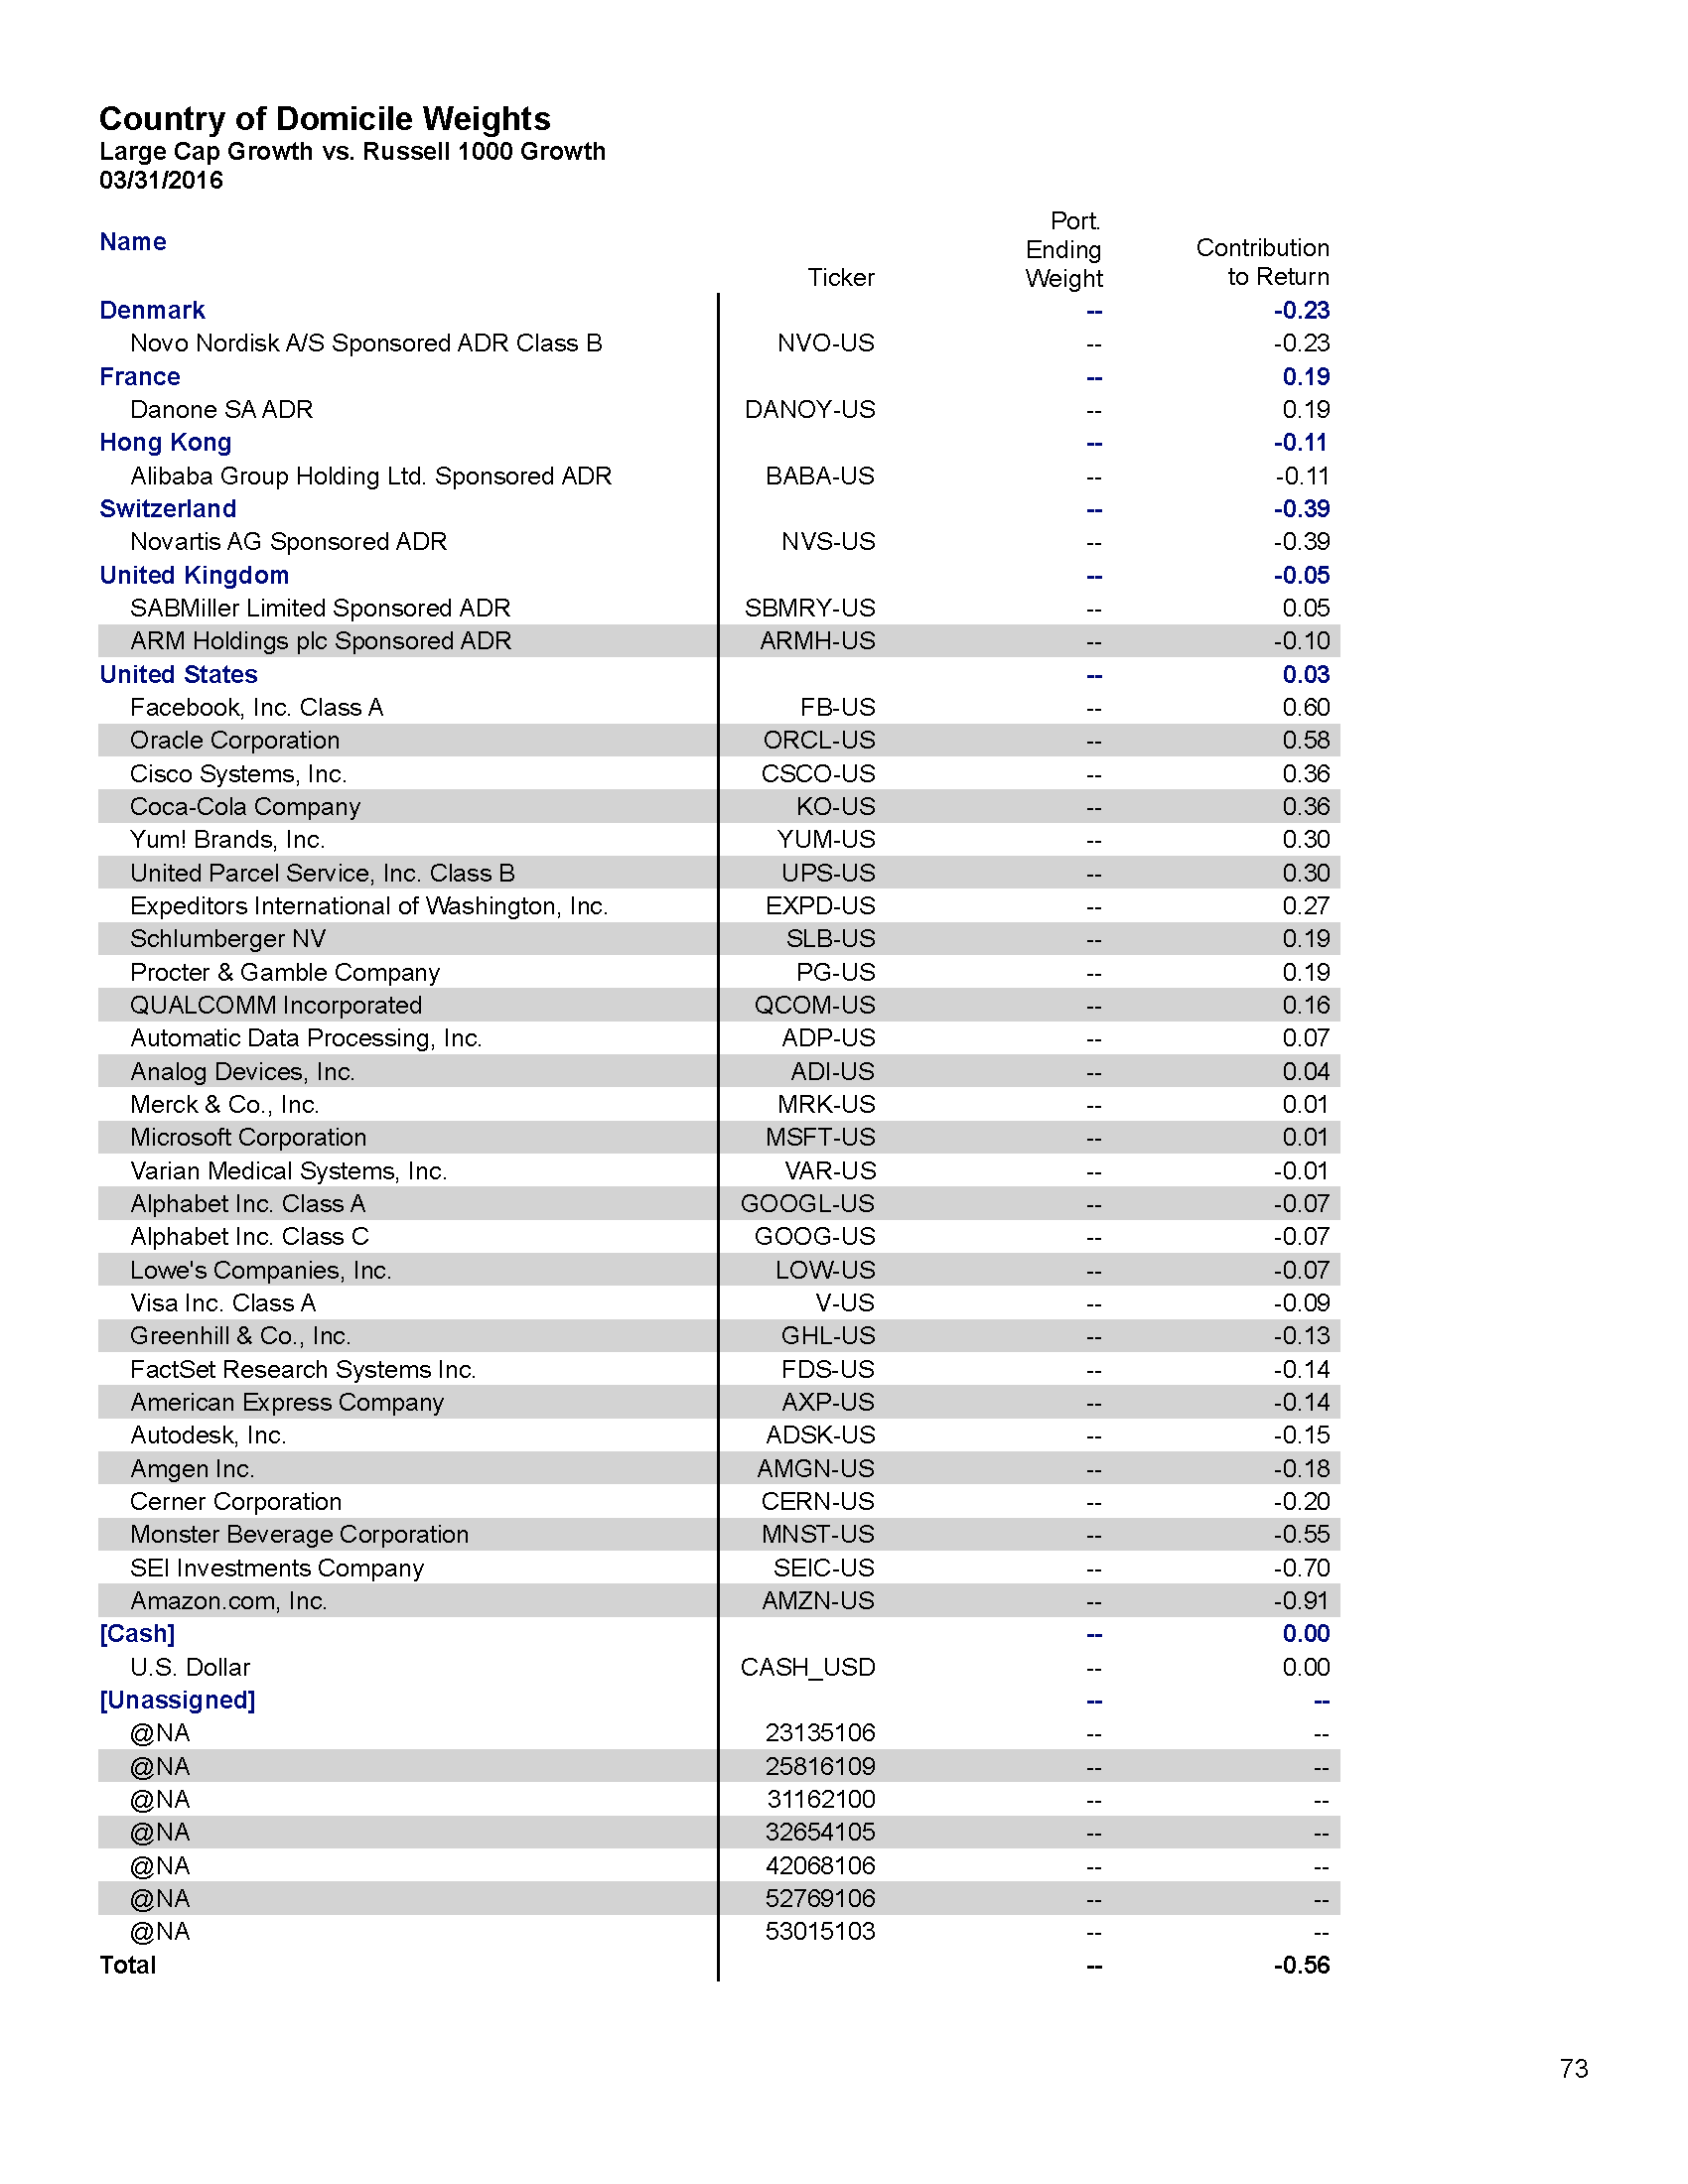 Country of Domicile Weights
Large Cap Growth vs. Russell 1000 Growth
03/31/2016
Name Ticker Port. Ending Weight Contribution to Return
Denmark -- -0.23
Novo Nordisk A/S Sponsored ADR Class B NVO-US -- -0.23
France -- 0.19
Danone SA ADR DANOY-US -- 0.19
Hong Kong -- -0.11
Alibaba Group Holding Ltd. Sponsored ADR BABA-US -- -0.11
Switzerland -- -0.39
Novartis AG Sponsored ADR NVS-US -- -0.39
United Kingdom -- -0.05
SABMiller Limited Sponsored ADR SBMRY-US -- 0.05
ARM Holdings plc Sponsored ADR ARMH-US -- -0.10
United States -- 0.03
Facebook, Inc. Class A FB-US -- 0.60
Oracle Corporation ORCL-US -- 0.58
Cisco Systems, Inc. CSCO-US -- 0.36
Coca-Cola Company KO-US -- 0.36
Yum! Brands, Inc. YUM-US -- 0.30
United Parcel Service, Inc. Class B UPS-US -- 0.30
Expeditors International of Washington, Inc. EXPD-US -- 0.27
Schlumberger NV SLB-US -- 0.19
Procter & Gamble Company PG-US -- 0.19
QUALCOMM Incorporated QCOM-US -- 0.16
Automatic Data Processing, Inc. ADP-US -- 0.07
Analog Devices, Inc. ADI-US -- 0.04
Merck & Co., Inc. MRK-US -- 0.01
Microsoft Corporation MSFT-US -- 0.01
Varian Medical Systems, Inc. VAR-US -- -0.01
Alphabet Inc. Class A GOOGL-US -- -0.07
Alphabet Inc. Class C GOOG-US -- -0.07
Lowe's Companies, Inc. LOW-US -- -0.07
Visa Inc. Class A V-US -- -0.09
Greenhill & Co., Inc. GHL-US -- -0.13
FactSet Research Systems Inc. FDS-US -- -0.14
American Express Company AXP-US -- -0.14
Autodesk, Inc. ADSK-US -- -0.15
Amgen Inc. AMGN-US -- -0.18
Cerner Corporation CERN-US -- -0.20
Monster Beverage Corporation MNST-US -- -0.55
SEI Investments Company SEIC-US -- -0.70
Amazon.com, Inc. AMZN-US -- -0.91
[Cash] -- 0.00
U.S. Dollar CASH_USD -- 0.00
[Unassigned] -- --
@NA 23135106 -- --
@NA 25816109 -- --
@NA 31162100 -- --
@NA 32654105 -- --
@NA 42068106 -- --
@NA 52769106 -- --
@NA 53015103 -- --
Total -- -0.56
73